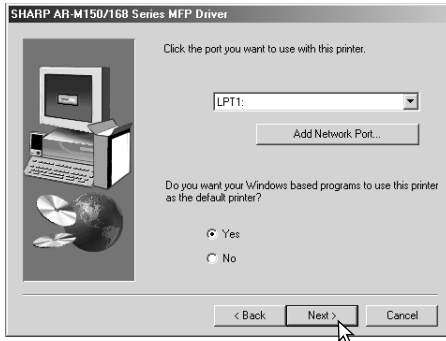 SHARP AR-M150/168 Series MFP Driver
Click the port you want to use with this printer.
LPT1:
Add Network Port...
Do you want your Windows based programs to use this printer
as the default printer?
Yes
No
< Back
Next >
Cancel